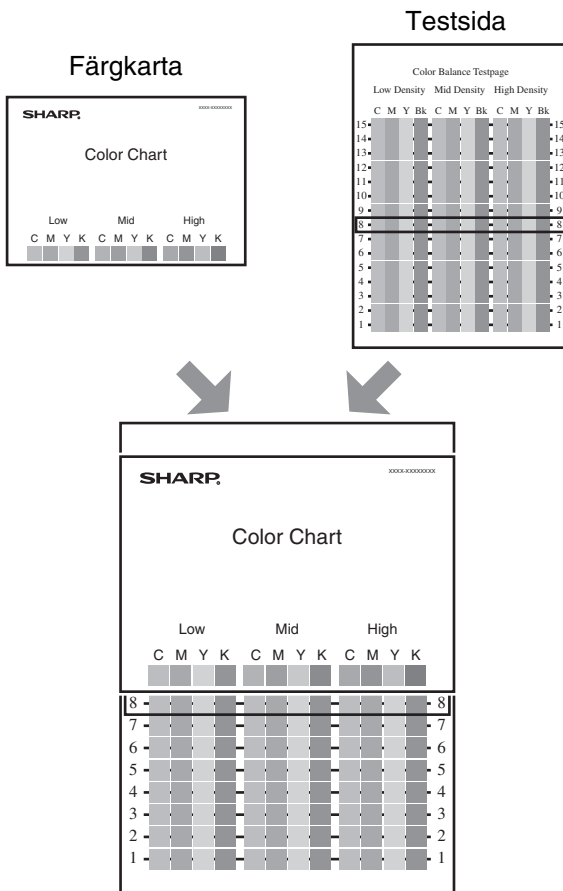 Färgkarta
SHARP
xxxx-xxxxxxxx
Color Chart
Low Mid High
C M Y K C M Y K C M Y K
Testsida
Color Balance Testpage
Low Density Mid Density High Density
C M Y Bk C M Y Bk C M Y Bk
15 15
14 14
13 13
12 12
11 11
10 10
9 9
8 8
7 7
6 6
5 5
4 4
3 3
2 2
1 1
SHARP
xxxx-xxxxxxxx
Color Chart
Low Mid High
C M Y K C M Y K C M Y K
8 8
7 7
6 6
5 5
4 4
3 3
2 2
1 1